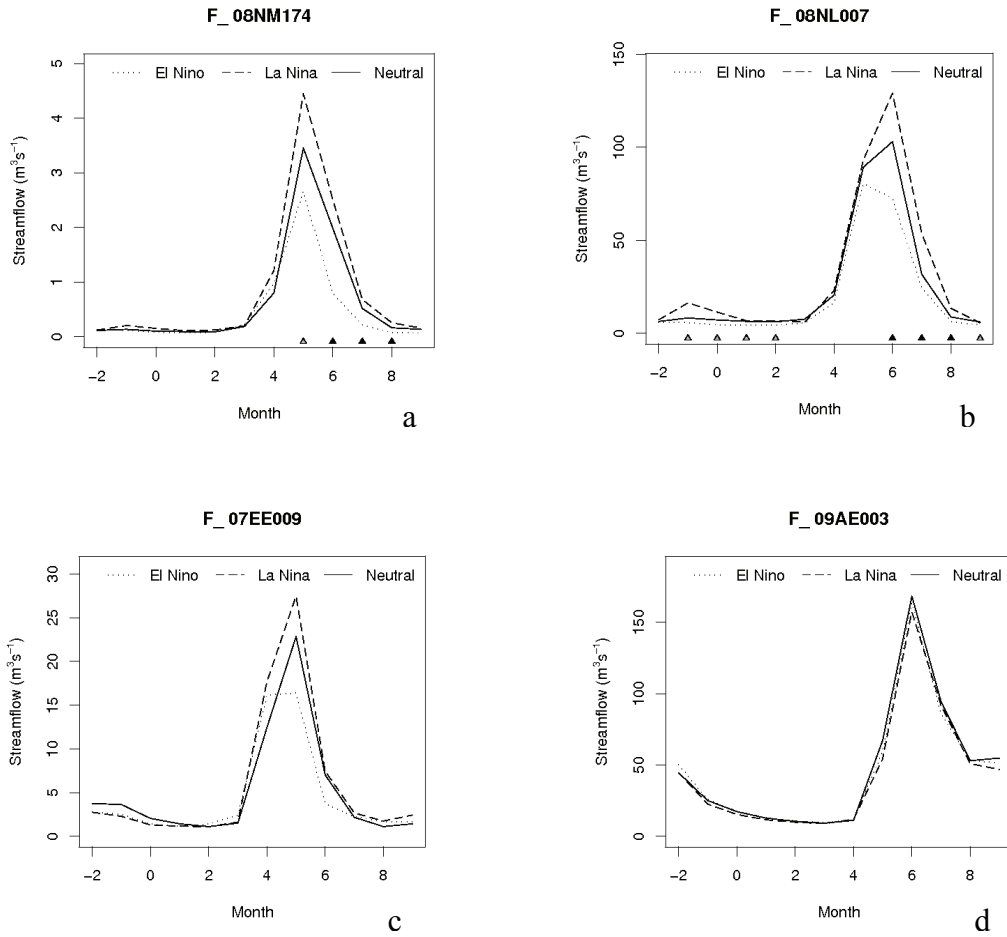 F_ 08NM174
El Nino La Nina Neutral
Streamflow (m³s⁻¹)
5
4
3
2
1
0
−2 0 2 4 6 8
Month
a
F_ 08NL007
El Nino La Nina Neutral
Streamflow (m³s⁻¹)
150
100
50
0
−2 0 2 4 6 8
Month
b
F_ 07EE009
El Nino La Nina Neutral
Streamflow (m³s⁻¹)
30
25
20
15
10
5
0
−2 0 2 4 6 8
Month
c
F_ 09AE003
El Nino La Nina Neutral
Streamflow (m³s⁻¹)
150
100
50
0
−2 0 2 4 6 8
Month
d